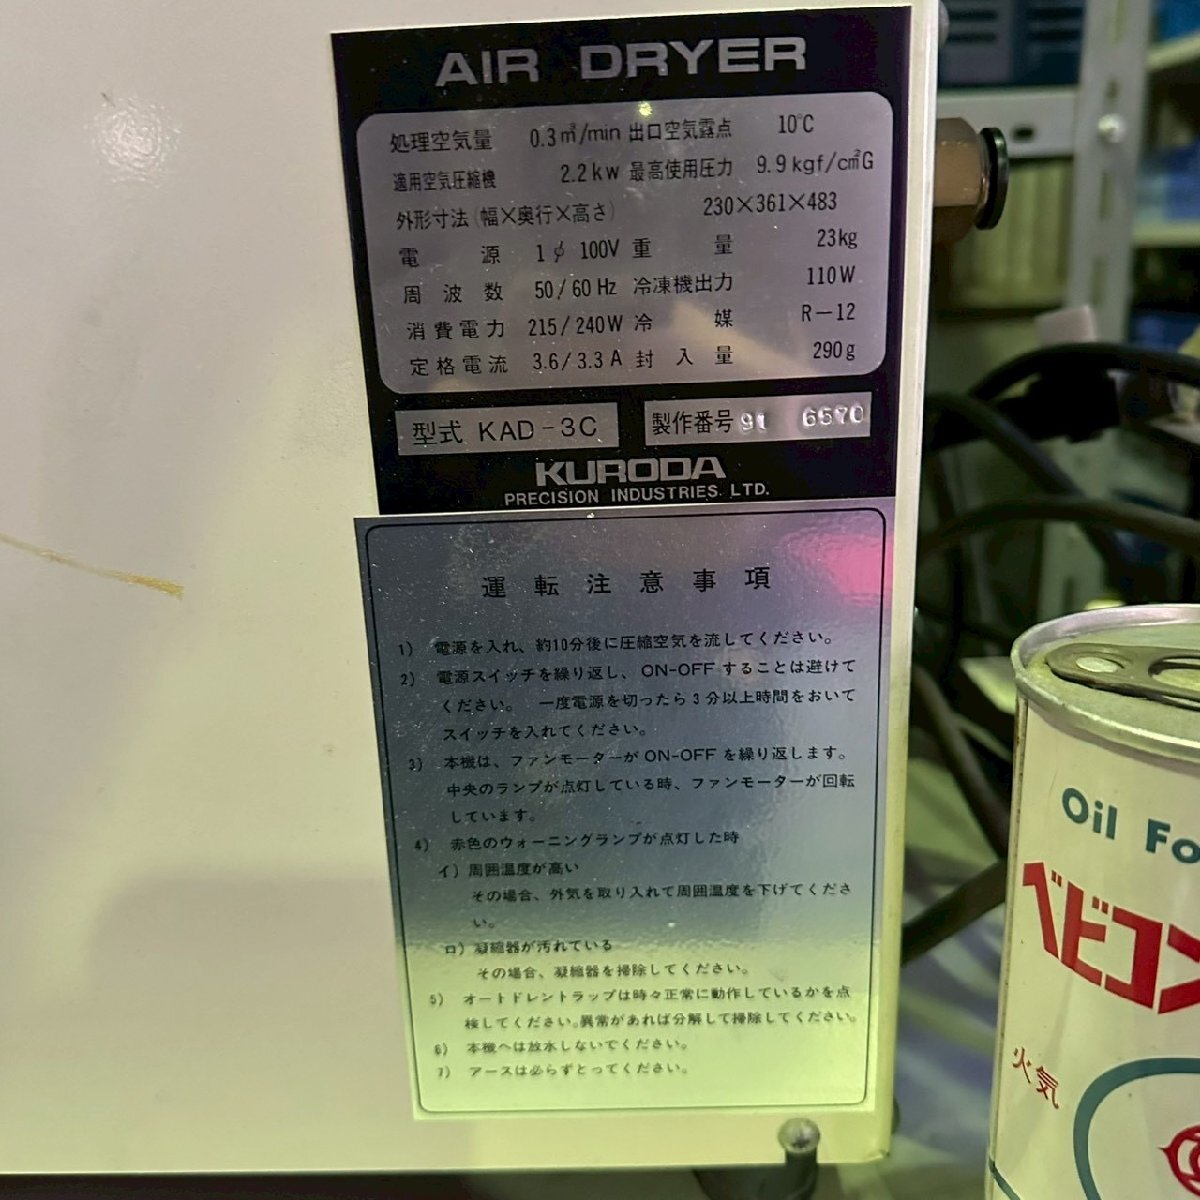 AIR DRYER
処理空気量 0.3㎥/min 出口空気露点 10℃
適用空気圧縮機 2.2kw 最高使用圧力 9.9kgf/c㎡G
外形寸法(幅×奥行×高さ) 230×361×483
電源 1φ 100V 重量 23kg
周波数 50/60Hz 冷凍機出力 110W
消費電力 215/240W 冷媒 R-12
定格電流 3.6/3.3A 封入量 290g
型式 KAD-3C 製作番号 91 6570
KURODA
PRECISION INDUSTRIES. LTD.
運転注意事項
1) 電源を入れ、約10分後に圧縮空気を流してください。
2) 電源スイッチを繰り返し、ON-OFFすることは避けて
ください。 一度電源を切ったら3分以上時間をおいて
スイッチを入れてください。
3) 本機は、ファンモーターがON-OFFを繰り返します。
中央のランプが点灯している時、ファンモーターが回転
しています。
4) 赤色のウォーニングランプが点灯した時
イ) 周囲温度が高い
その場合、外気を取り入れて周囲温度を下げてくださ
い。
ロ) 凝縮器が汚れている
その場合、凝縮器を掃除してください。
5) オートドレントラップは時々正常に動作しているかを点
検してください。異常があれば分解して掃除してください。
6) 本機へは放水しないでください。
7) アースは必らずとってください。
Oil Fo
ベビコン
火気